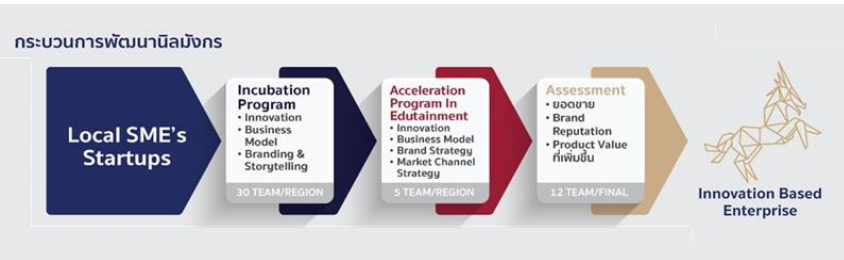 กระบวนการพัฒนานิลมังกร
Local SME's
Startups
Incubation
Program
• Innovation
• Business
Model
• Branding &
Storytelling
30 TEAM/REGION
Acceleration
Program In
Edutainment
• Innovation
• Business Model
• Brand Strategy
• Market Channel
Strategy
5 TEAM/REGION
Assessment
• ยอดขาย
• Brand
Reputation
• Product Value
ที่เพิ่มขึ้น
12 TEAM/FINAL
Innovation Based
Enterprise